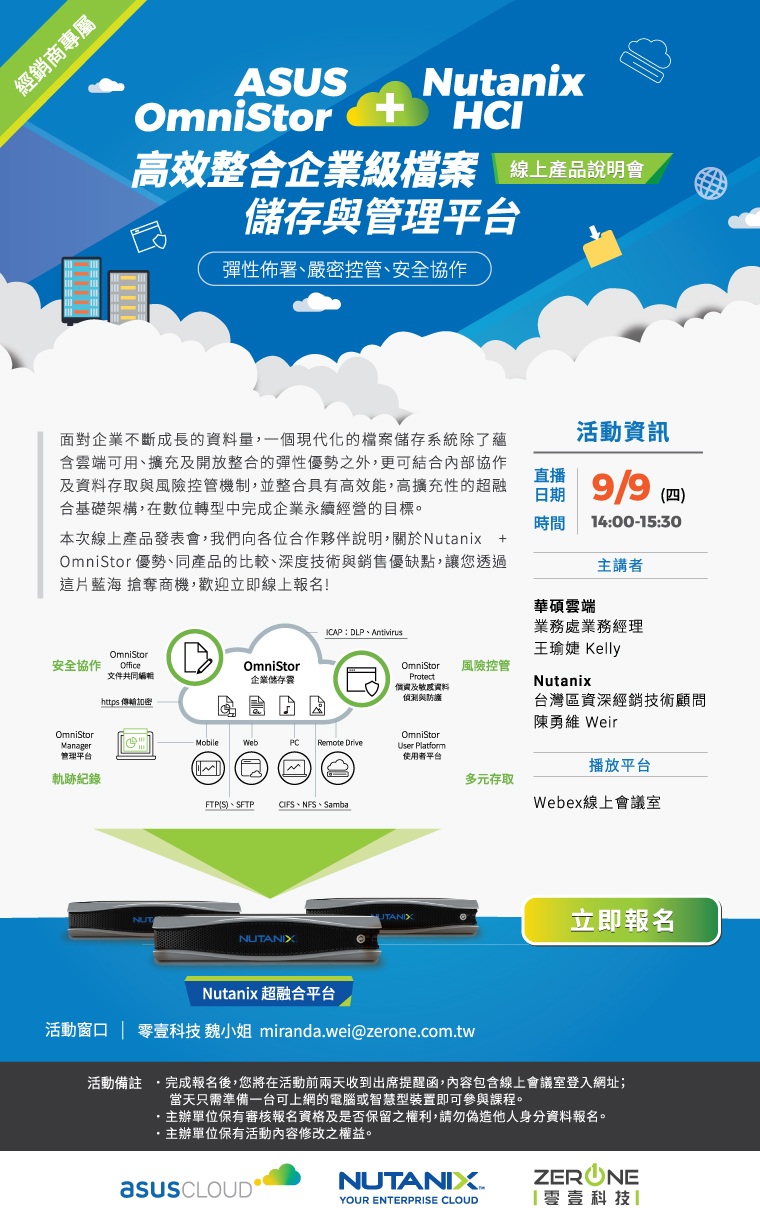 經銷商專屬
ASUS
OmniStor
+
Nutanix
HCI
高效整合企業級檔案
儲存與管理平台
線上產品說明會
彈性佈署、嚴密控管、安全協作
面對企業不斷成長的資料量,一個現代化的檔案儲存系統除了蘊
含雲端可用、擴充及開放整合的彈性優勢之外,更可結合內部協作
及資料存取與風險控管機制,並整合具有高效能,高擴充性的超融
合基礎架構,在數位轉型中完成企業永續經營的目標。
本次線上產品發表會,我們向各位合作夥伴說明,關於Nutanix +
OmniStor 優勢、同產品的比較、深度技術與銷售優缺點,讓您透過
這片藍海 搶奪商機,歡迎立即線上報名!
活動資訊
直播
日期
9/9 (四)
時間
14:00-15:30
主講者
華碩雲端
業務處業務經理
王瑜婕 Kelly
Nutanix
台灣區資深經銷技術顧問
陳勇維 Weir
播放平台
Webex線上會議室
ICAP:DLP、Antivirus
安全協作
OmniStor
Office
文件共同編輯
OmniStor
企業儲存雲
OmniStor
Protect
個資及敏感資料
偵測與防護
風險控管
https 傳輸加密
OmniStor
Manager
管理平台
軌跡紀錄
Mobile
Web
PC
Remote Drive
OmniStor
User Platform
使用者平台
多元存取
FTP(S)、SFTP
CIFS、NFS、Samba
NUT
NUTANIX
NUTANIX
立即報名
Nutanix 超融合平台
活動窗口 | 零壹科技 魏小姐 miranda.wei@zerone.com.tw
活動備註
・完成報名後,您將在活動前兩天收到出席提醒函,內容包含線上會議室登入網址;
當天只需準備一台可上網的電腦或智慧型裝置即可參與課程。
・主辦單位保有審核報名資格及是否保留之權利,請勿偽造他人身分資料報名。
・主辦單位保有活動內容修改之權益。
asusCLOUD
NUTANIX™
YOUR ENTERPRISE CLOUD
ZERONE
零壹科技